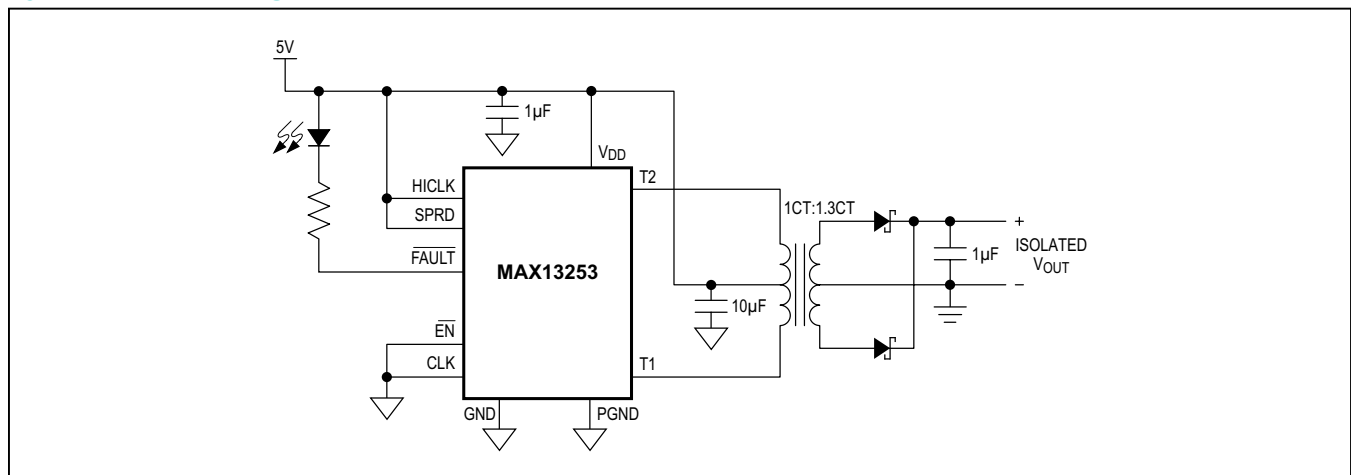 5V
1µF
VDD
T2
HICLK
1CT:1.3CT
SPRD
+
ISOLATED
VOUT
1µF
FAULT
MAX13253
−
10µF
EN
CLK
T1
GND
PGND